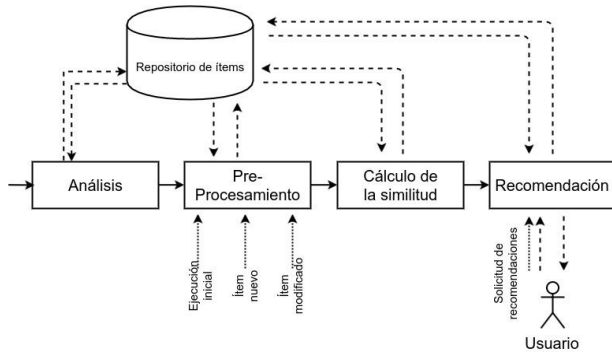 Repositorio de ítems
Análisis
Pre-
Procesamiento
Cálculo de
la similitud
Recomendación
Ejecución
inicial
Ítem
nuevo
Ítem
modificado
Solicitud de
recomendaciones
Usuario